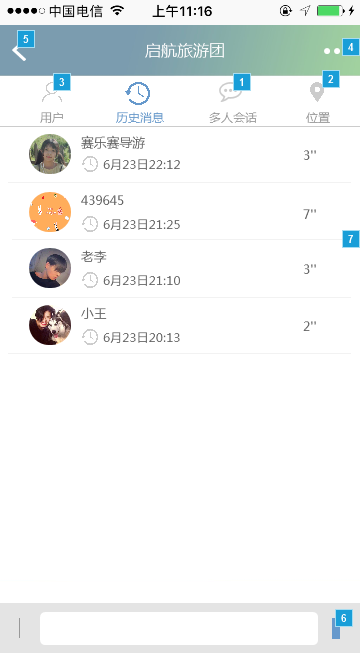 中国电信 上午11:16
5
启航旅游团
4
3 1 2
用户 历史消息 多人会话 位置
赛乐赛导游
6月23日22:12 3''
439645
6月23日21:25 7''
7
老李
6月23日21:10 3''
小王
6月23日20:13 2''
6